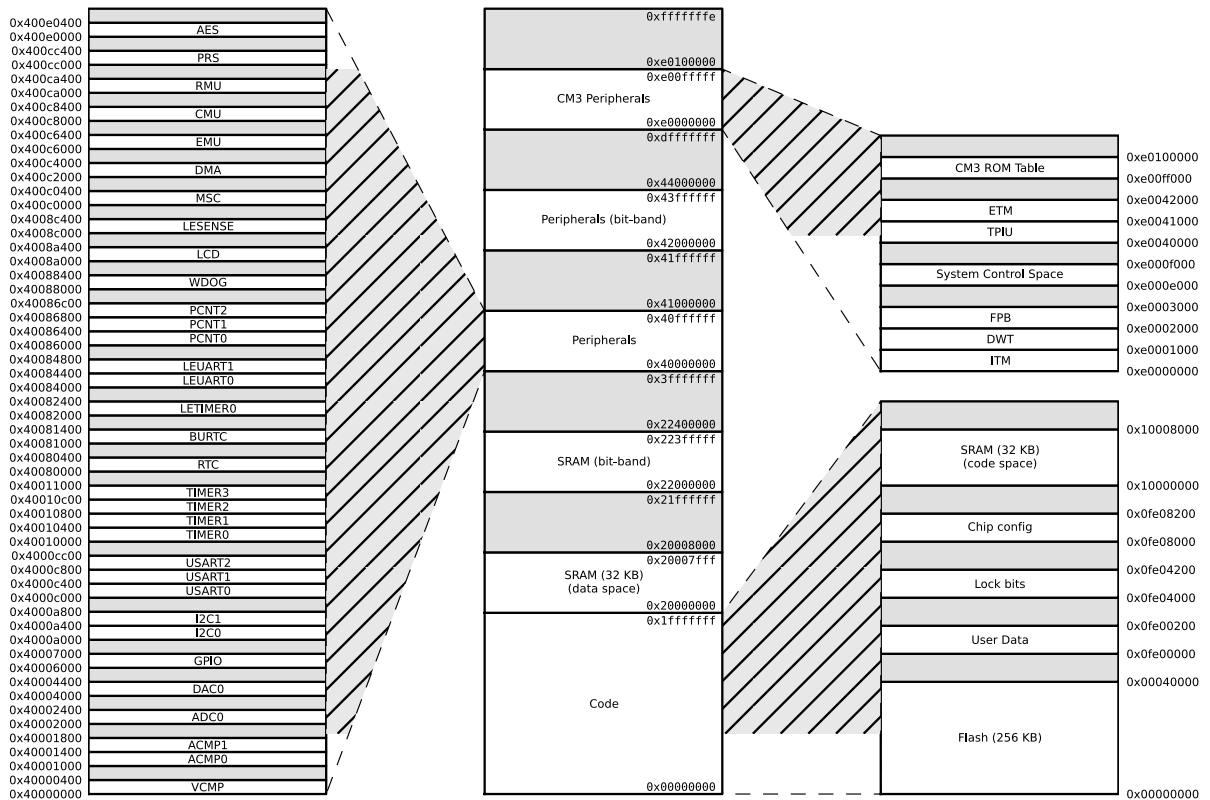 0x400e0400
AES
0x400e0000
0x400cc400
PRS
0x400cc000
0x400ca400
RMU
0x400ca000
0x400c8400
CMU
0x400c8000
0x400c6400
EMU
0x400c6000
0x400c4000
DMA
0x400c2000
0x400c0400
MSC
0x400c0000
0x4008c400
LESENSE
0x4008c000
0x4008a400
LCD
0x4008a000
0x40088400
WDOG
0x40088000
0x40086c00
PCNT2
0x40086800
PCNT1
0x40086400
PCNT0
0x40086000
0x40084800
LEUART1
0x40084400
LEUART0
0x40084000
0x40082400
LETIMER0
0x40082000
0x40081400
BURTC
0x40081000
0x40080400
RTC
0x40080000
0x40011000
TIMER3
0x40010c00
TIMER2
0x40010800
TIMER1
0x40010400
TIMER0
0x40010000
0x4000cc00
USART2
0x4000c800
USART1
0x4000c400
USART0
0x4000c000
0x4000a800
I2C1
0x4000a400
I2C0
0x4000a000
0x40007000
GPIO
0x40006000
0x40004400
DAC0
0x40004000
0x40002400
ADC0
0x40002000
0x40001800
ACMP1
0x40001400
ACMP0
0x40001000
0x40000400
VCMP
0x40000000
0xfffffffe
0xe0100000
0xe00fffff
CM3 Peripherals
0xe0000000
0xdfffffff
0x44000000
0x43ffffff
Peripherals (bit-band)
0x42000000
0x41ffffff
0x41000000
0x40ffffff
Peripherals
0x40000000
0x3fffffff
0x22400000
0x223fffff
SRAM (bit-band)
0x22000000
0x21ffffff
0x20008000
0x20007fff
SRAM (32 KB)
(data space)
0x20000000
0x1fffffff
Code
0x00000000
0xe0100000
CM3 ROM Table
0xe00ff000
0xe0042000
ETM
0xe0041000
TPIU
0xe0040000
0xe000f000
System Control Space
0xe000e000
0xe0003000
FPB
0xe0002000
DWT
0xe0001000
ITM
0xe0000000
0x10008000
SRAM (32 KB)
(code space)
0x10000000
0x0fe08200
Chip config
0x0fe08000
0x0fe04200
Lock bits
0x0fe04000
0x0fe00200
User Data
0x0fe00000
0x00040000
Flash (256 KB)
0x00000000